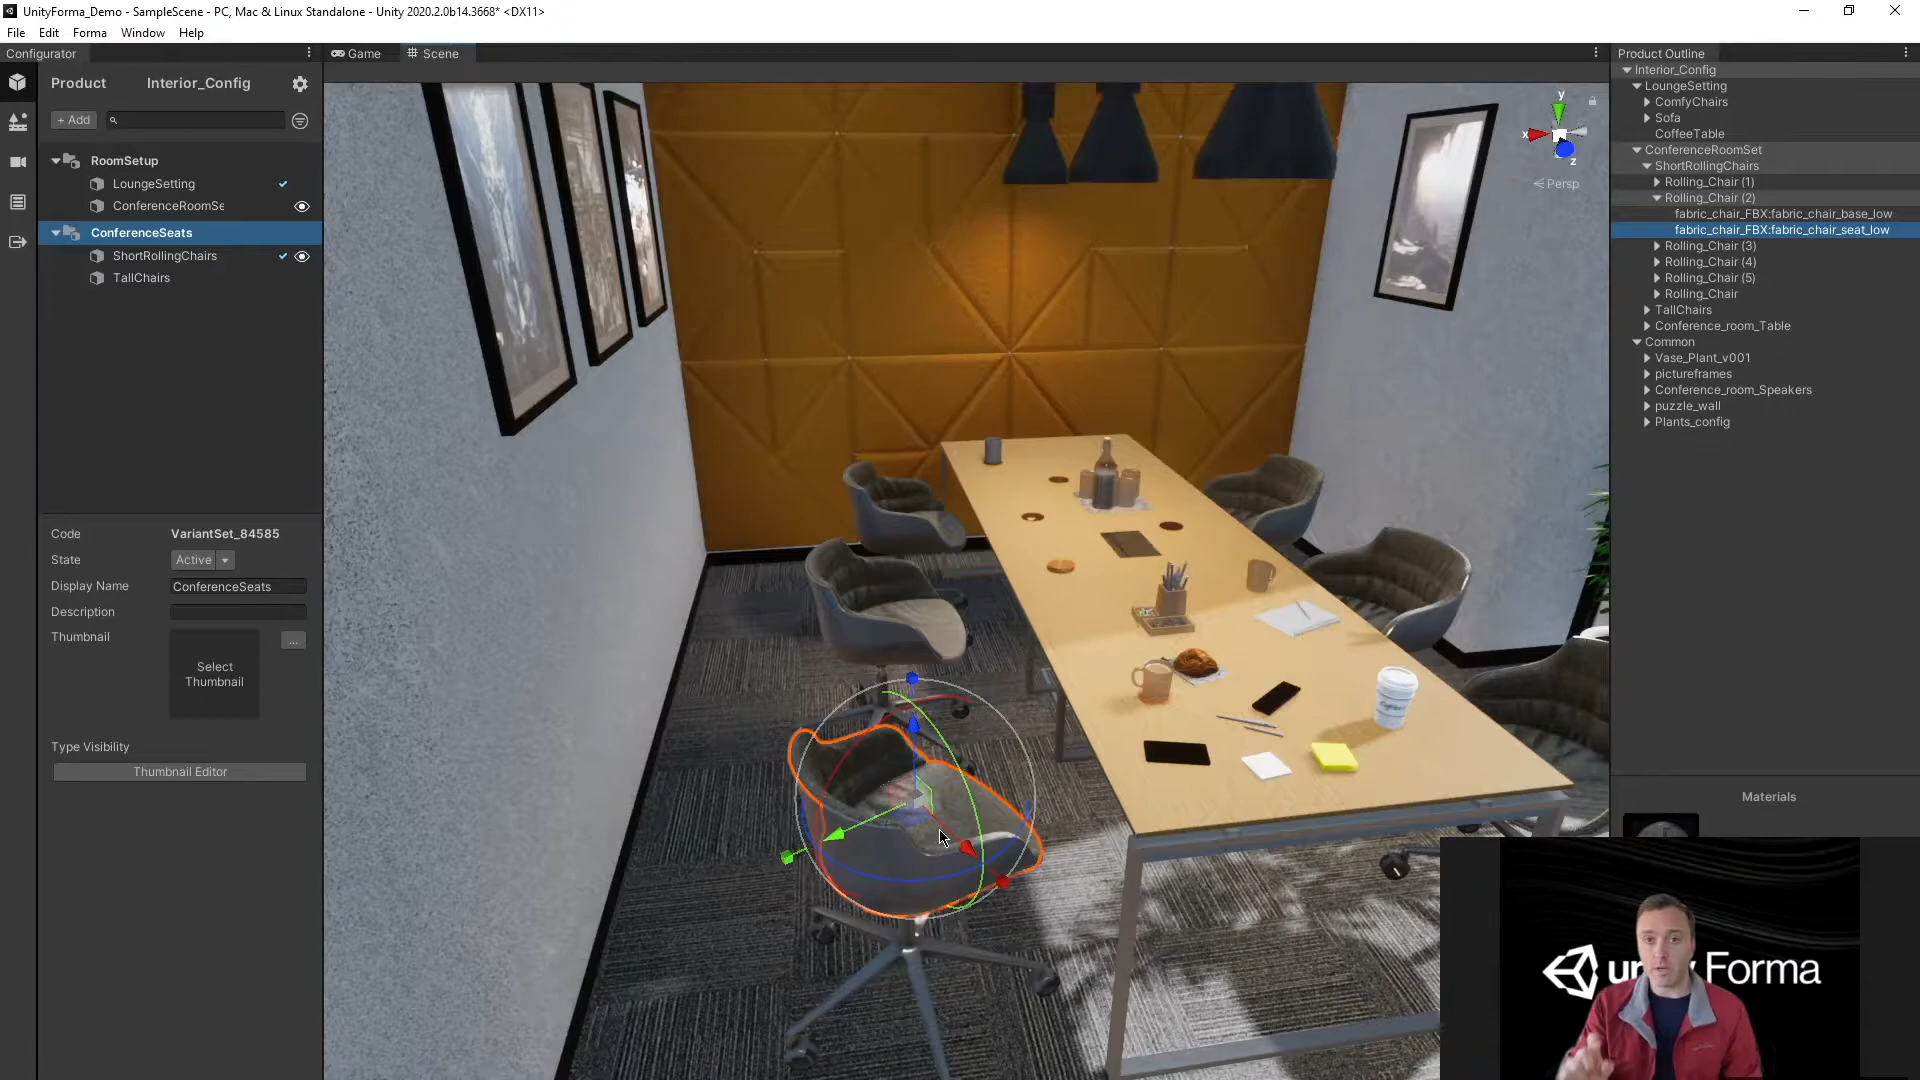 UnityForma_Demo - SampleScene - PC, Mac & Linux Standalone - Unity 2020.2.0b14.3668* <DX11>
File Edit Forma Window Help
Configurator
Product Interior_Config
+ Add
RoomSetup
LoungeSetting
ConferenceRoomSe
ConferenceSeats
ShortRollingChairs
TallChairs
Code VariantSet_84585
State Active
Display Name ConferenceSeats
Description
Thumbnail
...
Select
Thumbnail
Type Visibility
Thumbnail Editor
Game Scene
y
x
z
Persp
Product Outline
Interior_Config
LoungeSetting
ComfyChairs
Sofa
CoffeeTable
ConferenceRoomSet
ShortRollingChairs
Rolling_Chair (1)
Rolling_Chair (2)
fabric_chair_FBX:fabric_chair_base_low
fabric_chair_FBX:fabric_chair_seat_low
Rolling_Chair (3)
Rolling_Chair (4)
Rolling_Chair (5)
Rolling_Chair
TallChairs
Conference_room_Table
Common
Vase_Plant_v001
pictureframes
Conference_room_Speakers
puzzle_wall
Plants_config
Materials
Forma